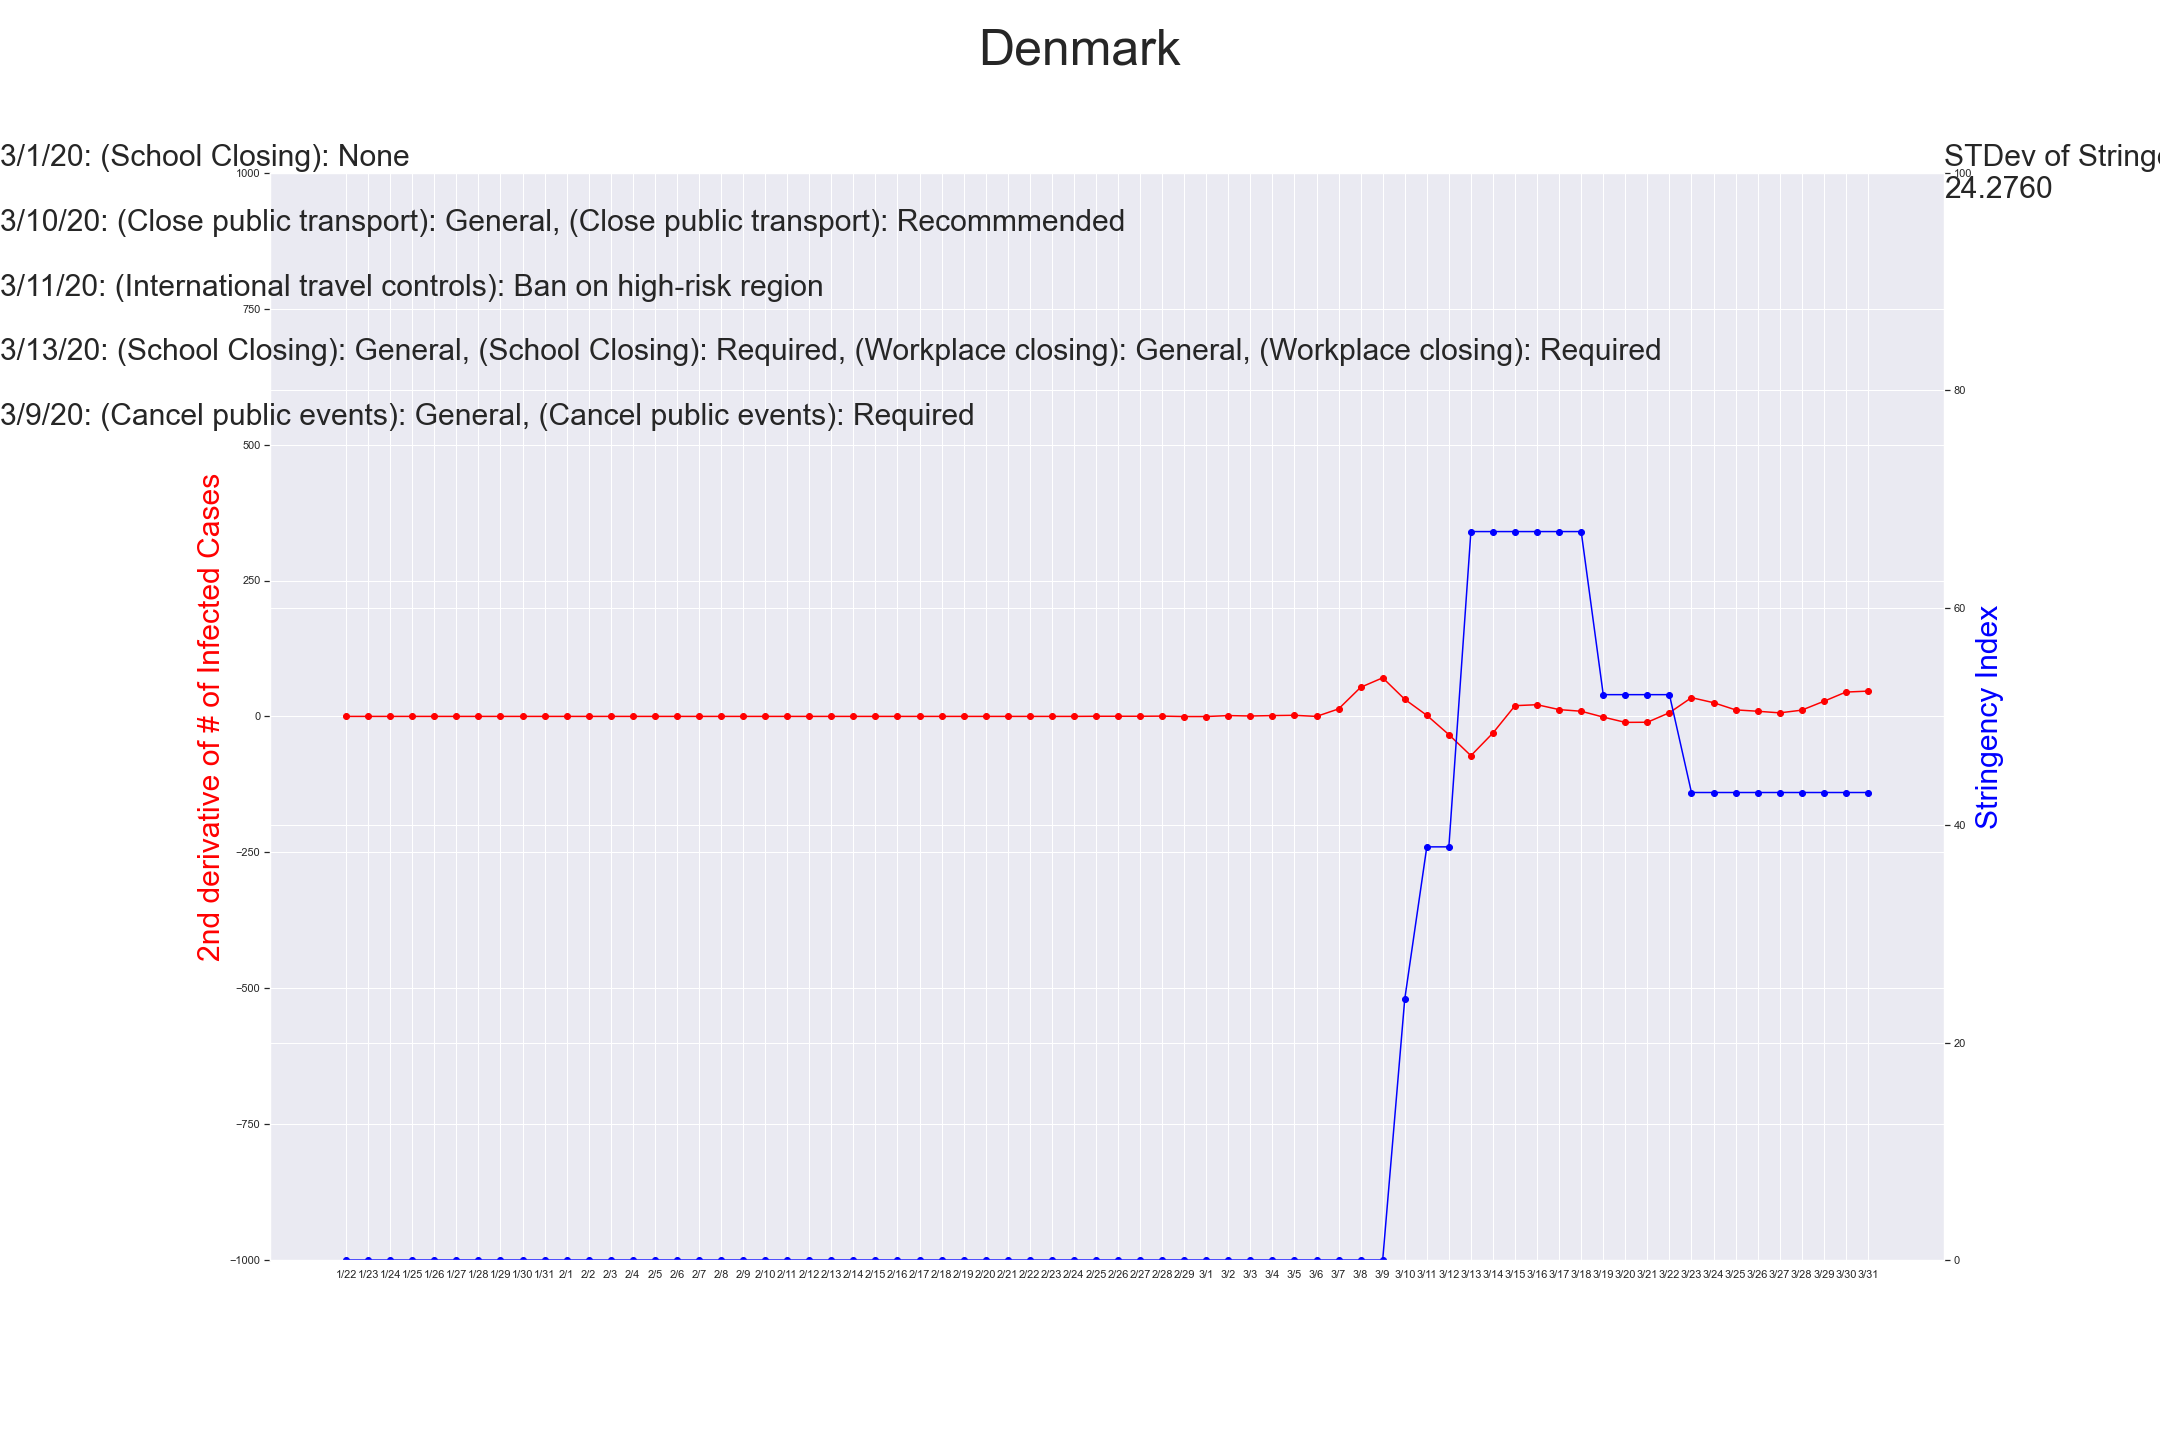 Denmark
3/1/20: (School Closing): None
STDev of Stringe
24.2760
3/10/20: (Close public transport): General, (Close public transport): Recommmended
3/11/20: (International travel controls): Ban on high-risk region
3/13/20: (School Closing): General, (School Closing): Required, (Workplace closing): General, (Workplace closing): Required
3/9/20: (Cancel public events): General, (Cancel public events): Required
2nd derivative of # of Infected Cases
1000
750
500
250
0
−250
−500
−750
−1000
100
80
60
40
20
0
Stringency Index
1/22 1/23 1/24 1/25 1/26 1/27 1/28 1/29 1/30 1/31 2/1 2/2 2/3 2/4 2/5 2/6 2/7 2/8 2/9 2/10 2/11 2/12 2/13 2/14 2/15 2/16 2/17 2/18 2/19 2/20 2/21 2/22 2/23 2/24 2/25 2/26 2/27 2/28 2/29 3/1 3/2 3/3 3/4 3/5 3/6 3/7 3/8 3/9 3/10 3/11 3/12 3/13 3/14 3/15 3/16 3/17 3/18 3/19 3/20 3/21 3/22 3/23 3/24 3/25 3/26 3/27 3/28 3/29 3/30 3/31